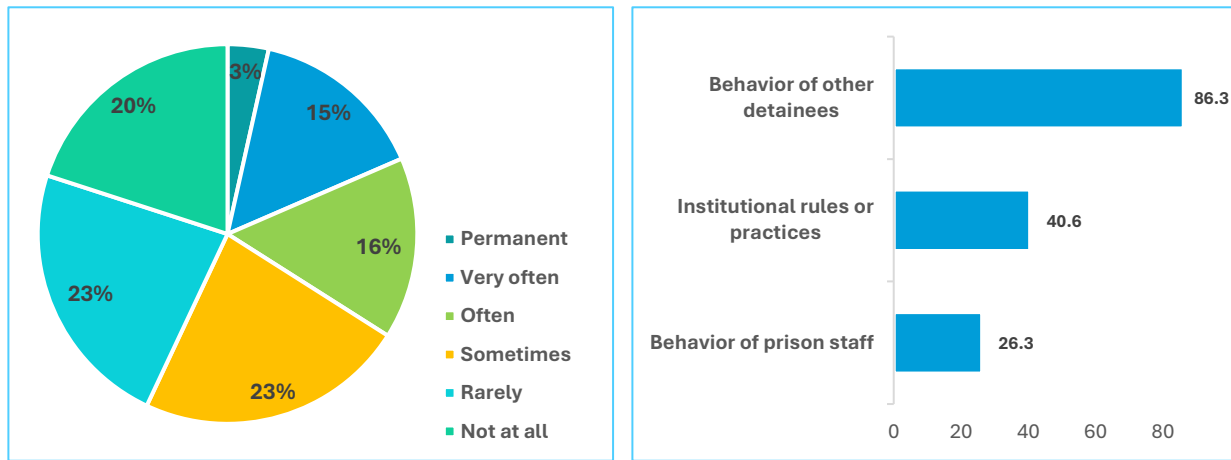 3%
15%
16%
23%
23%
20%
Permanent
Very often
Often
Sometimes
Rarely
Not at all
Behavior of other
detainees
86.3
Institutional rules or
practices
40.6
Behavior of prison staff
26.3
0 20 40 60 80